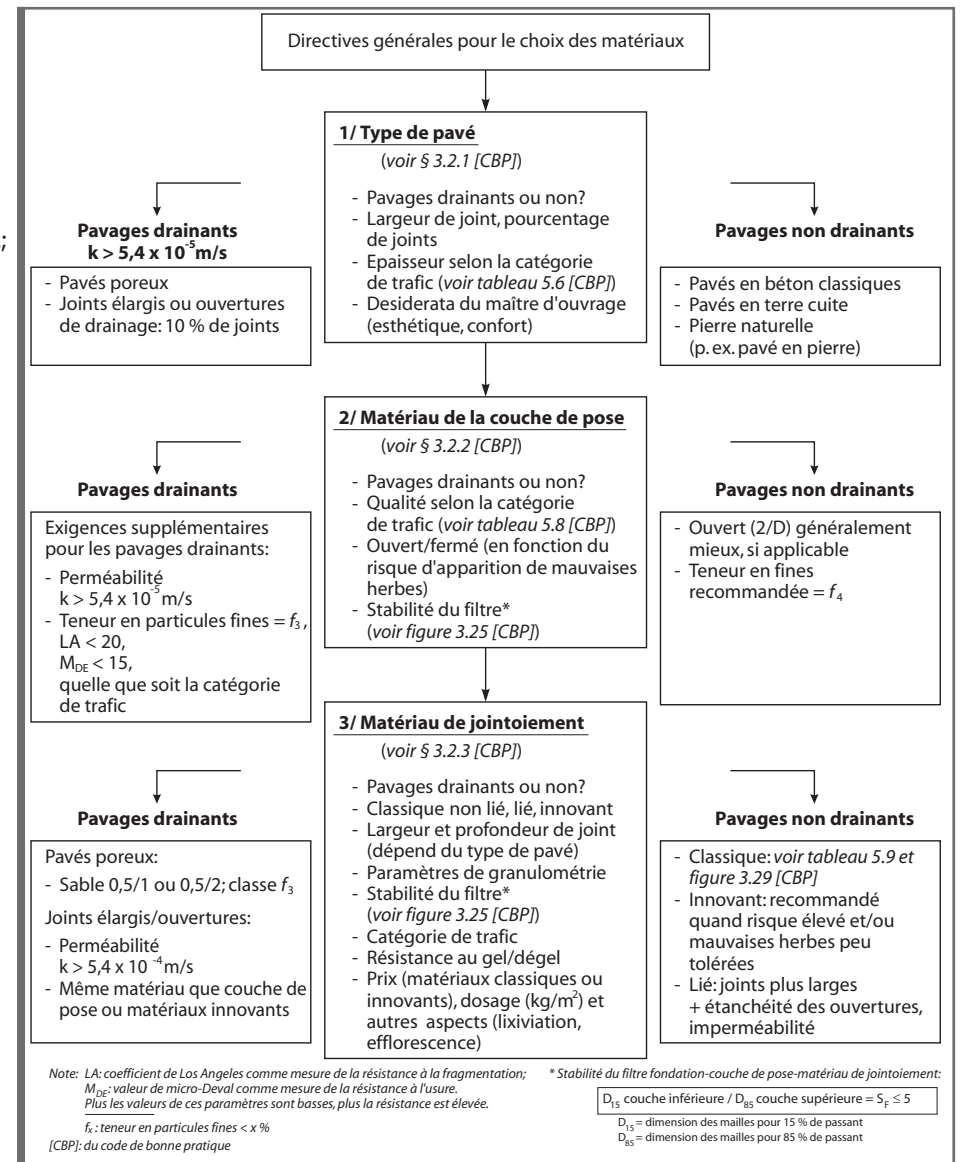 Directives générales pour le choix des matériaux
1/ Type de pavé
(voir § 3.2.1 [CBP])
- Pavages drainants ou non?
- Largeur de joint, pourcentage
de joints
- Epaisseur selon la catégorie
de trafic (voir tableau 5.6 [CBP])
- Desiderata du maître d'ouvrage
(esthétique, confort)
;
Pavages drainants
k > 5,4 x 10⁻⁵ m/s
- Pavés poreux
- Joints élargis ou ouvertures
de drainage: 10 % de joints
Pavages non drainants
- Pavés en béton classiques
- Pavés en terre cuite
- Pierre naturelle
(p. ex. pavé en pierre)
2/ Matériau de la couche de pose
(voir § 3.2.2 [CBP])
- Pavages drainants ou non?
- Qualité selon la catégorie
de trafic (voir tableau 5.8 [CBP])
- Ouvert/fermé (en fonction du
risque d'apparition de mauvaises
herbes)
- Stabilité du filtre*
(voir figure 3.25 [CBP])
Pavages drainants
Exigences supplémentaires
pour les pavages drainants:
- Perméabilité
k > 5,4 x 10⁻⁵ m/s
- Teneur en particules fines = f₃,
LA < 20,
M_DE < 15,
quelle que soit la catégorie
de trafic
Pavages non drainants
- Ouvert (2/D) généralement
mieux, si applicable
- Teneur en fines
recommandée = f₄
3/ Matériau de jointoiement
(voir § 3.2.3 [CBP])
- Pavages drainants ou non?
- Classique non lié, lié, innovant
- Largeur et profondeur de joint
(dépend du type de pavé)
- Paramètres de granulométrie
- Stabilité du filtre*
(voir figure 3.25 [CBP])
- Catégorie de trafic
- Résistance au gel/dégel
- Prix (matériaux classiques ou
innovants), dosage (kg/m²) et
autres aspects (lixiviation,
efflorescence)
Pavages drainants
Pavés poreux:
- Sable 0,5/1 ou 0,5/2; classe f₃
Joints élargis/ouvertures:
- Perméabilité
k > 5,4 x 10⁻⁴ m/s
- Même matériau que couche de
pose ou matériaux innovants
Pavages non drainants
- Classique: voir tableau 5.9 et
figure 3.29 [CBP]
- Innovant: recommandé
quand risque élevé et/ou
mauvaises herbes peu
tolérées
- Lié: joints plus larges
+ étanchéité des ouvertures,
imperméabilité
Note: LA: coefficient de Los Angeles comme mesure de la résistance à la fragmentation;
M_DE: valeur de micro-Deval comme mesure de la résistance à l'usure.
Plus les valeurs de ces paramètres sont basses, plus la résistance est élevée.
fₓ : teneur en particules fines < x %
[CBP]: du code de bonne pratique
* Stabilité du filtre fondation-couche de pose-matériau de jointoiement:
D₁₅ couche inférieure / D₈₅ couche supérieure = S_F ≤ 5
D₁₅ = dimension des mailles pour 15 % de passant
D₈₅ = dimension des mailles pour 85 % de passant